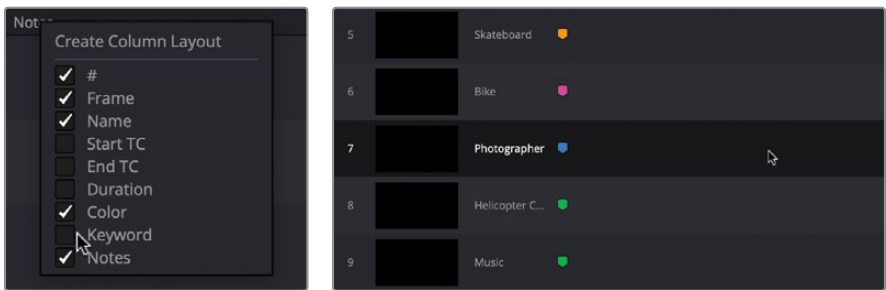 Notes
Create Column Layout
#
Frame
Name
Start TC
End TC
Duration
Color
Keyword
Notes
5 Skateboard
6 Bike
7 Photographer
8 Helicopter C...
9 Music